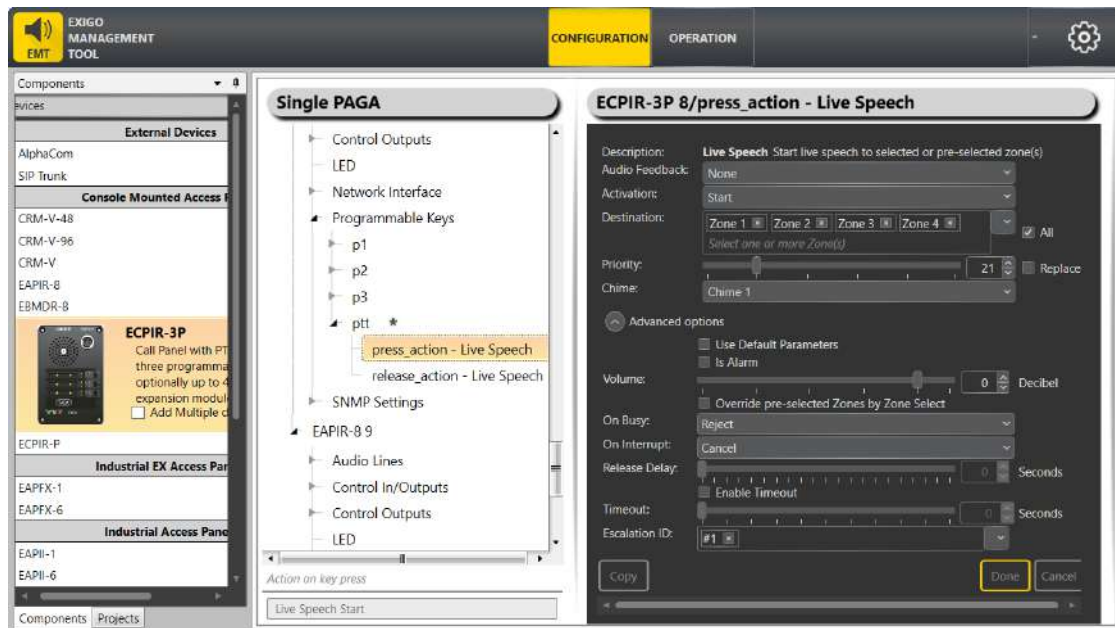 EXIGO
MANAGEMENT
TOOL
EMT
CONFIGURATION
OPERATION
Components
External Devices
AlphaCom
SIP Trunk
Console Mounted Access
CRM-V-48
CRM-V-96
CRM-V
EAPIR-8
EBMDR-8
ECPIR-3P
Call Panel with PT
three programma
optionally up to 4
expansion modul
Add Multiple d
ECPIR-P
Industrial EX Access Par
EAPFX-1
EAPFX-6
Industrial Access Pane
EAPII-1
EAPII-6
Components Projects
Single PAGA
Control Outputs
LED
Network Interface
Programmable Keys
p1
p2
p3
ptt *
press_action - Live Speech
release_action - Live Speech
SNMP Settings
EAPIR-8 9
Audio Lines
Control In/Outputs
Control Outputs
LED
Action on key press
Live Speech Start
ECPIR-3P 8/press_action - Live Speech
Description: Live Speech Start live speech to selected or pre-selected zone(s)
Audio Feedback: None
Activation: Start
Destination: Zone 1 Zone 2 Zone 3 Zone 4 All
Select one or more Zone(s)
Priority: 21 Replace
Chime: Chime 1
Advanced options
Use Default Parameters
Is Alarm
Volume: 0 Decibel
Override pre-selected Zones by Zone Select
On Busy: Reject
On Interrupt: Cancel
Release Delay: 0 Seconds
Enable Timeout
Timeout: 0 Seconds
Escalation ID: #1
Copy Done Cancel